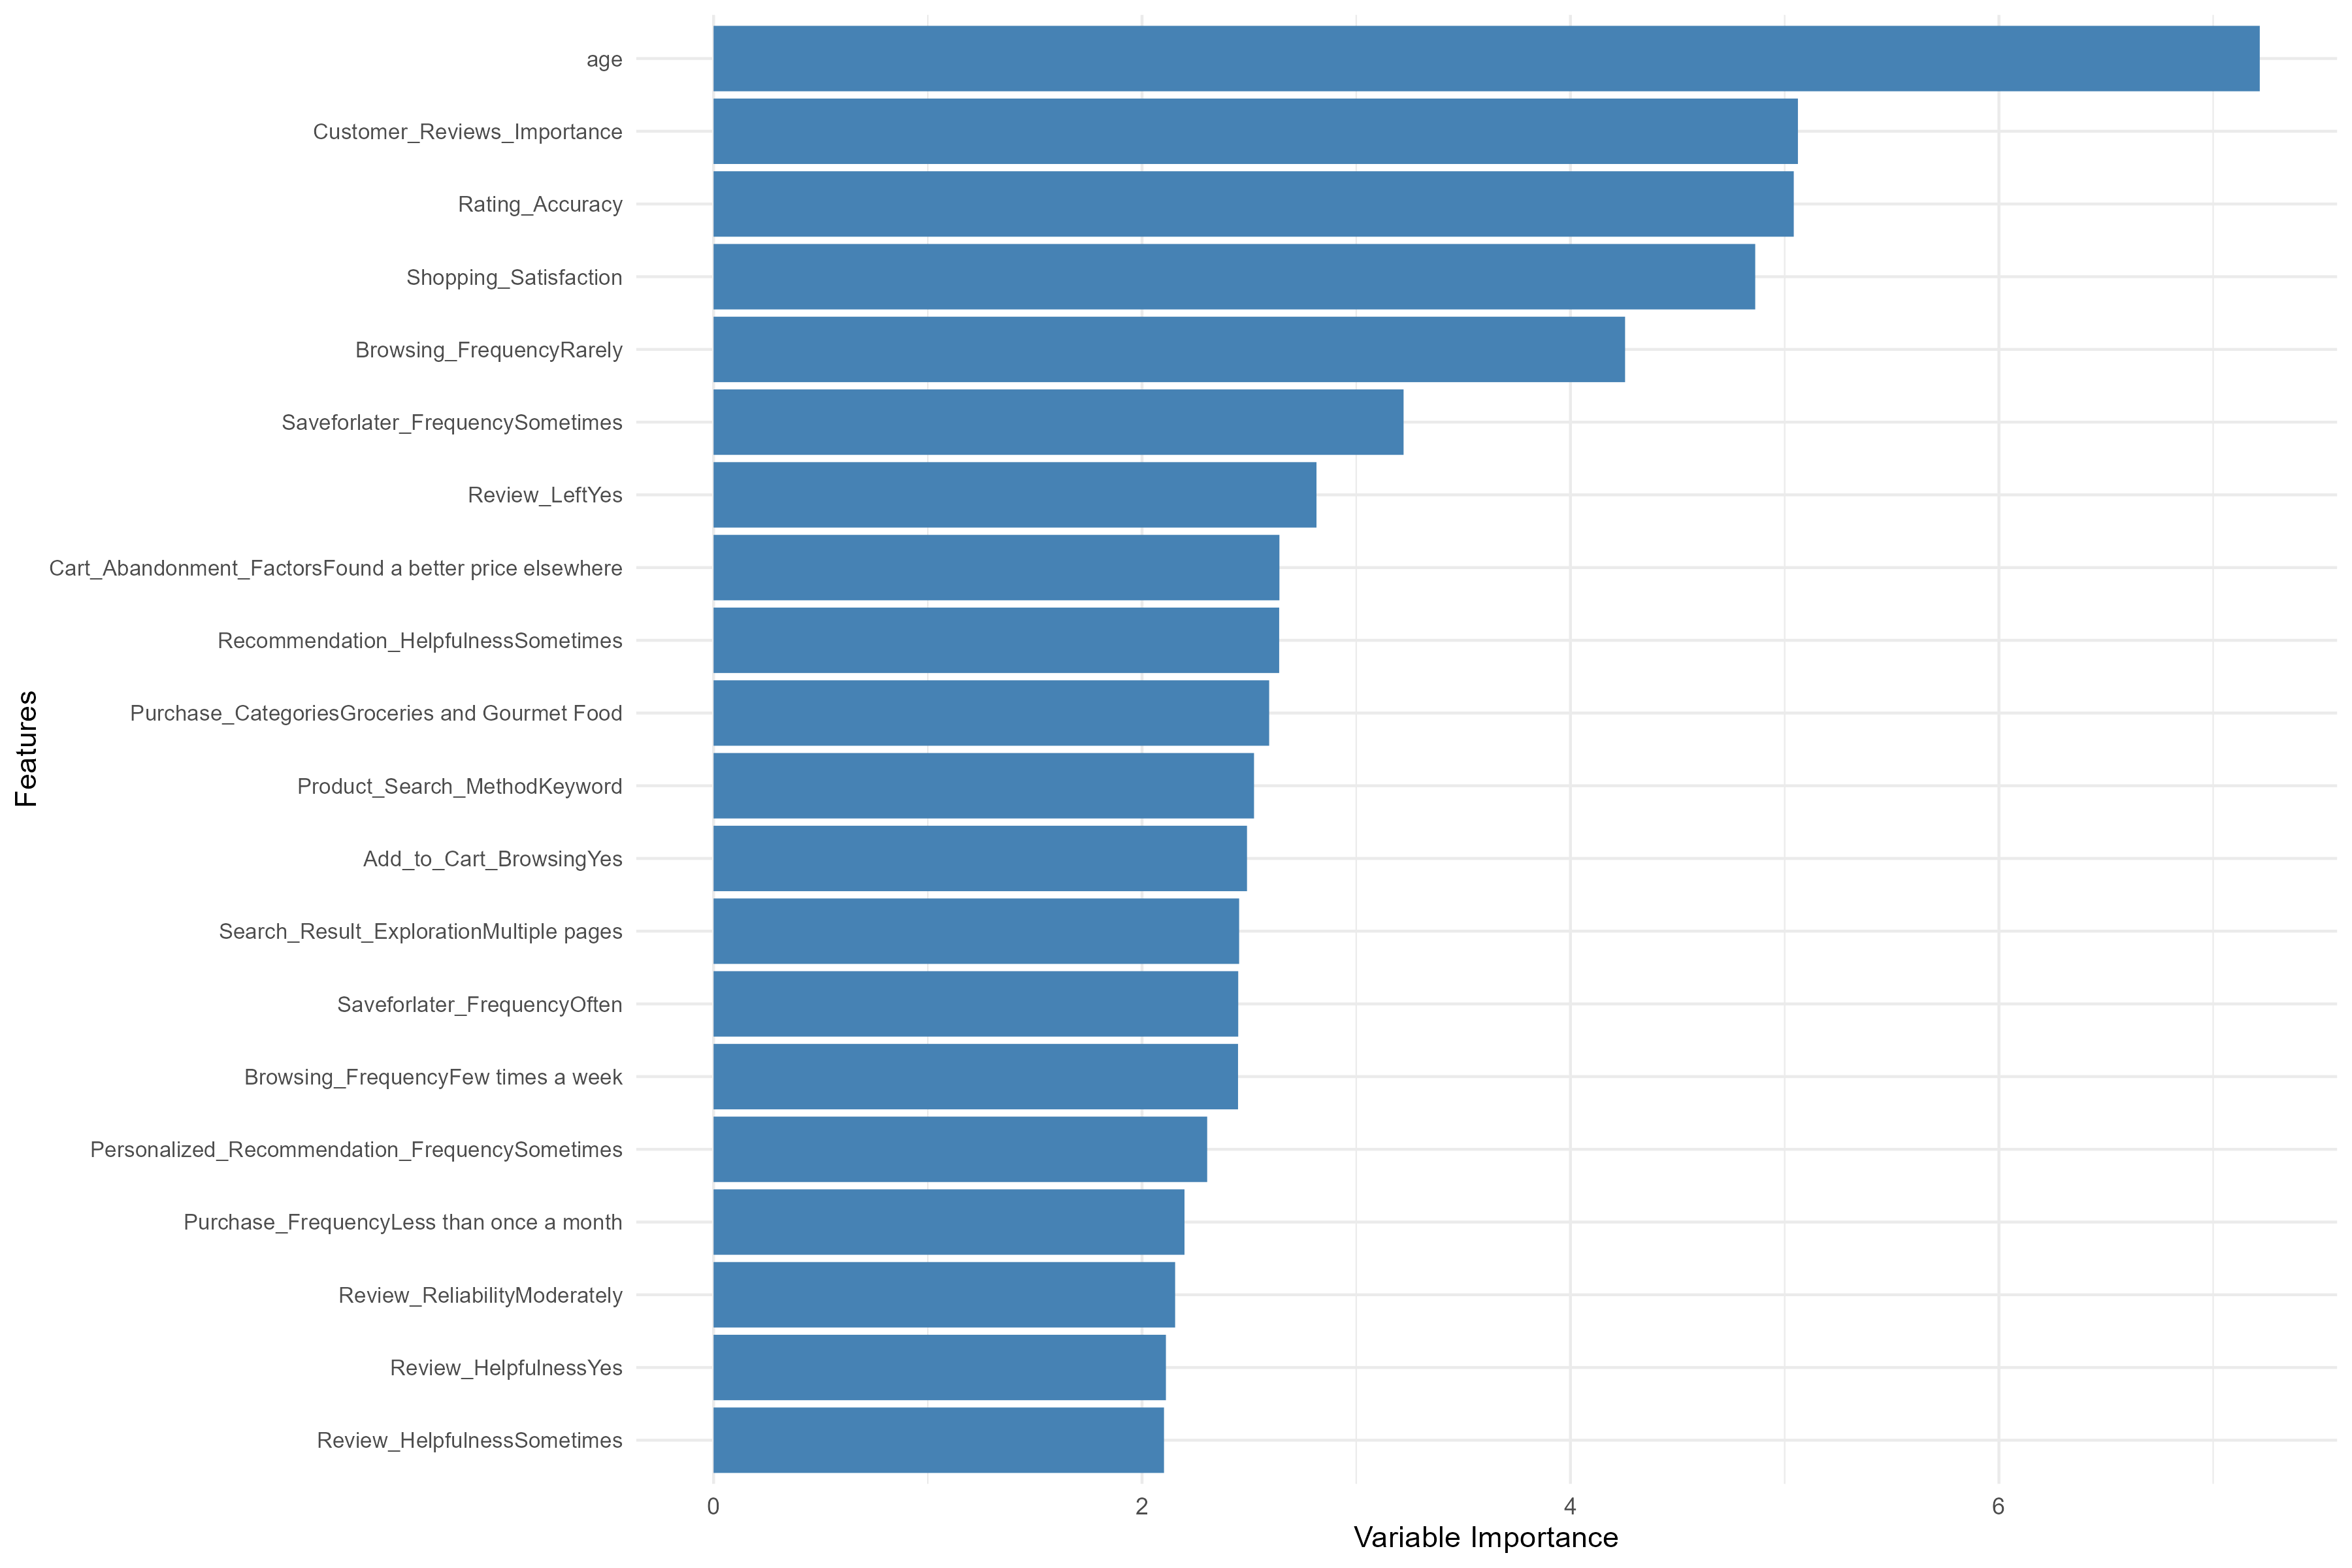 age
Customer_Reviews_Importance
Rating_Accuracy
Shopping_Satisfaction
Browsing_FrequencyRarely
Saveforlater_FrequencySometimes
Review_LeftYes
Cart_Abandonment_FactorsFound a better price elsewhere
Recommendation_HelpfulnessSometimes
Purchase_CategoriesGroceries and Gourmet Food
Product_Search_MethodKeyword
Add_to_Cart_BrowsingYes
Search_Result_ExplorationMultiple pages
Saveforlater_FrequencyOften
Browsing_FrequencyFew times a week
Personalized_Recommendation_FrequencySometimes
Purchase_FrequencyLess than once a month
Review_ReliabilityModerately
Review_HelpfulnessYes
Review_HelpfulnessSometimes
Features
0 2 4 6
Variable Importance